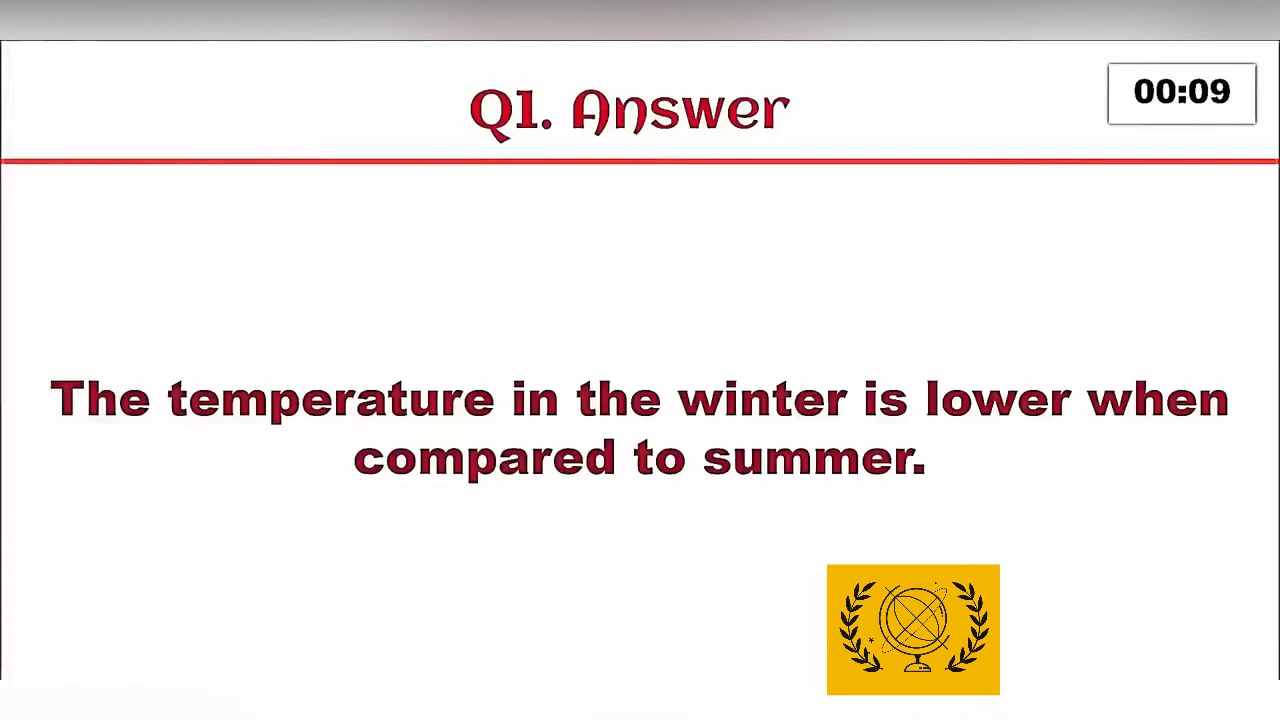 Q1. Answer
00:09
The temperature in the winter is lower when
compared to summer.